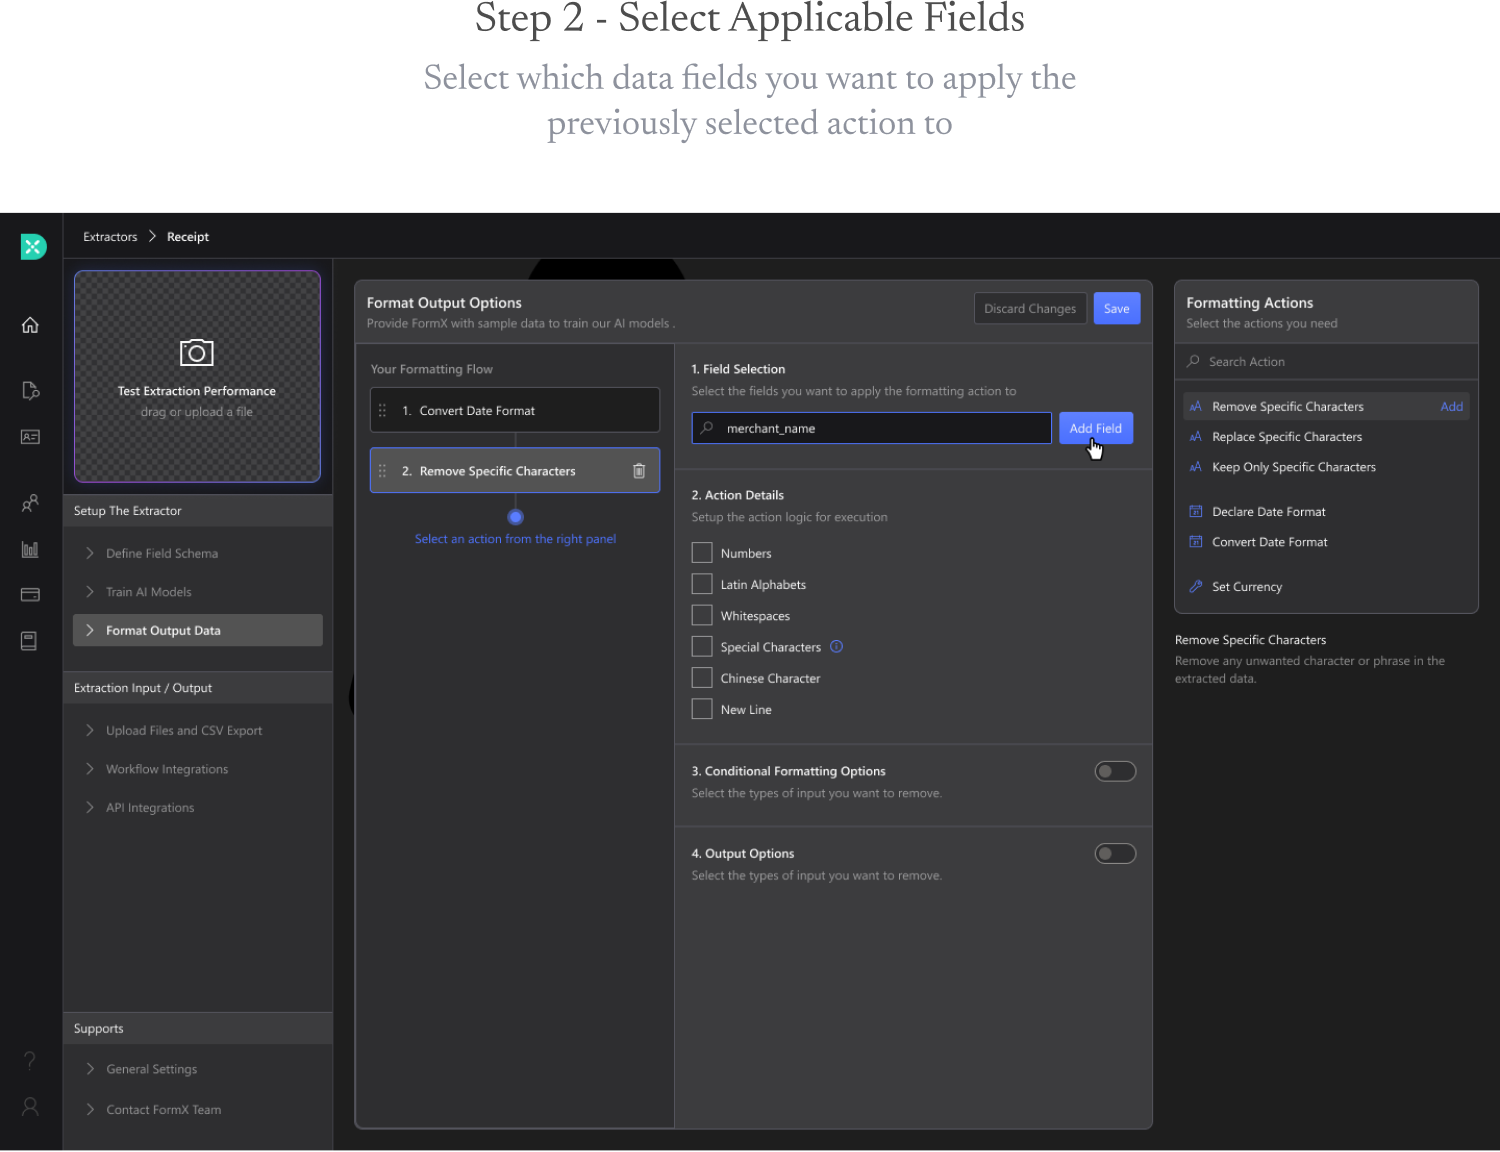 Step 2 - Select Applicable Fields
Select which data fields you want to apply the
previously selected action to
Extractors
Receipt
Test Extraction Performance
drag or upload a file
Setup The Extractor
Define Field Schema
Train AI Models
Format Output Data
Extraction Input / Output
Upload Files and CSV Export
Workflow Integrations
API Integrations
Supports
General Settings
Contact FormX Team
Format Output Options
Provide FormX with sample data to train our AI models .
Discard Changes
Save
Your Formatting Flow
1. Convert Date Format
2. Remove Specific Characters
Select an action from the right panel
1. Field Selection
Select the fields you want to apply the formatting action to
merchant_name
Add Field
2. Action Details
Setup the action logic for execution
Numbers
Latin Alphabets
Whitespaces
Special Characters
Chinese Character
New Line
3. Conditional Formatting Options
Select the types of input you want to remove.
4. Output Options
Select the types of input you want to remove.
Formatting Actions
Select the actions you need
Search Action
Remove Specific Characters Add
Replace Specific Characters
Keep Only Specific Characters
Declare Date Format
Convert Date Format
Set Currency
Remove Specific Characters
Remove any unwanted character or phrase in the
extracted data.